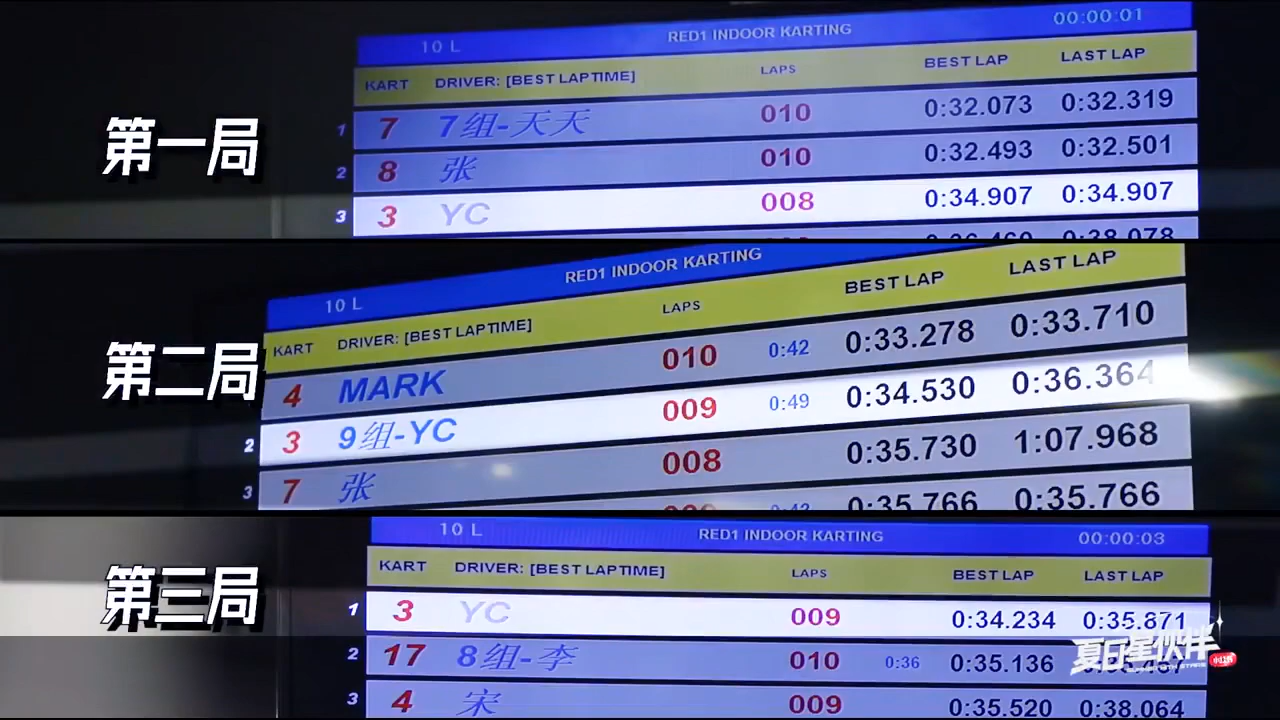 第一局
10 L RED1 INDOOR KARTING 00:00:01
KART DRIVER: [BEST LAPTIME] LAPS BEST LAP LAST LAP
1 7 7组-天天 010 0:32.073 0:32.319
2 8 张 010 0:32.493 0:32.501
3 3 YC 008 0:34.907 0:34.907
第二局
10 L RED1 INDOOR KARTING
KART DRIVER: [BEST LAPTIME] LAPS BEST LAP LAST LAP
4 MARK 010 0:42 0:33.278 0:33.710
2 3 9组-YC 009 0:49 0:34.530 0:36.364
3 7 张 008 0:35.730 1:07.968
0:35.766 0:35.766
第三局
10 L RED1 INDOOR KARTING 00:00:03
KART DRIVER: [BEST LAPTIME] LAPS BEST LAP LAST LAP
1 3 YC 009 0:34.234 0:35.871
2 17 8组-李 010 0:36 0:35.136
3 4 宋 009 0:35.520 0:38.064
夏日星伙伴
小红书